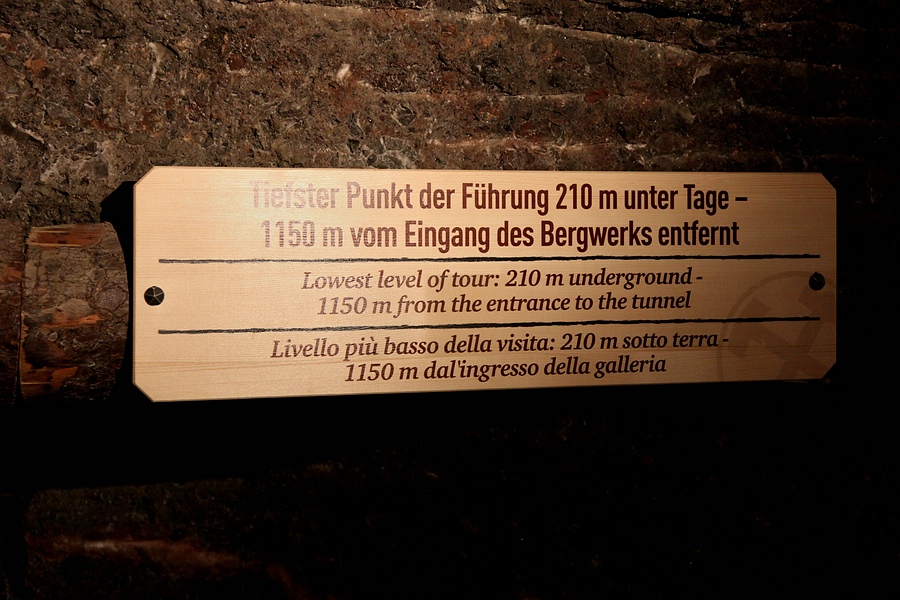 Tiefster Punkt der Führung 210 m unter Tage –
1150 m vom Eingang des Bergwerks entfernt
Lowest level of tour: 210 m underground -
1150 m from the entrance to the tunnel
Livello più basso della visita: 210 m sotto terra -
1150 m dal'ingresso della galleria